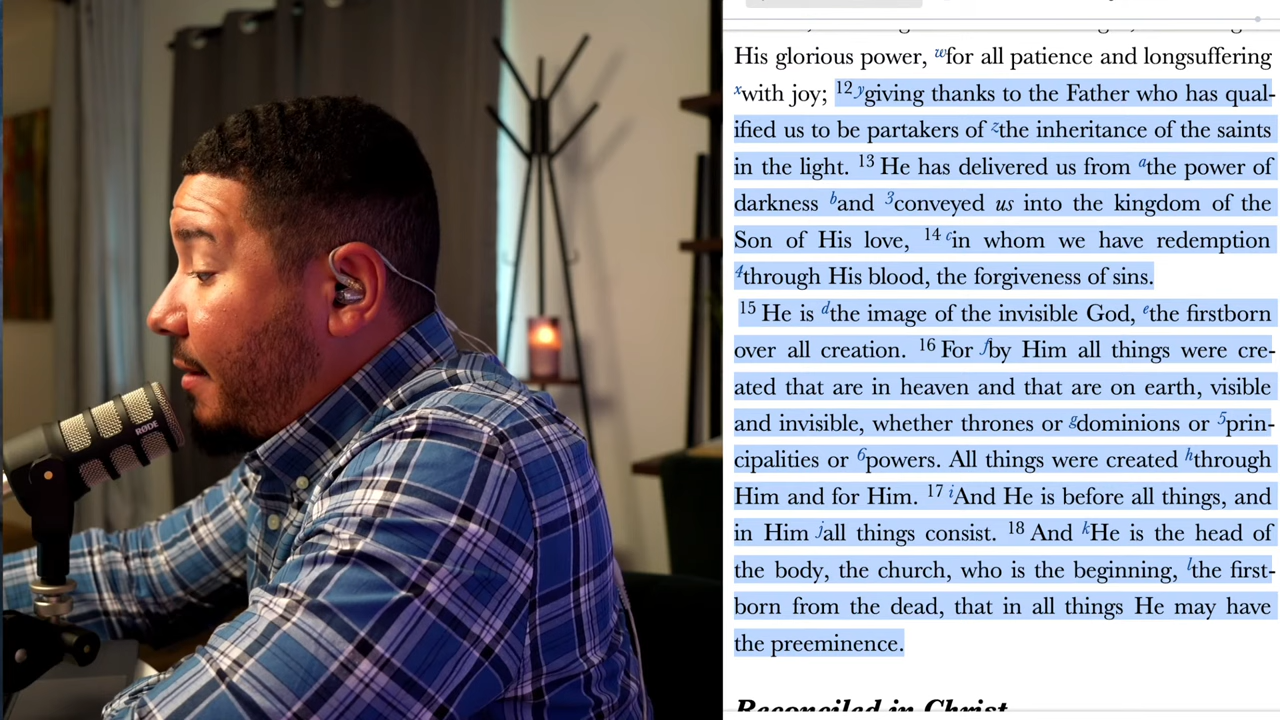 RØDE
His glorious power, wfor all patience and longsuffering
xwith joy; 12 ygiving thanks to the Father who has qual-
ified us to be partakers of zthe inheritance of the saints
in the light. 13 He has delivered us from athe power of
darkness band 3conveyed us into the kingdom of the
Son of His love, 14 cin whom we have redemption
4through His blood, the forgiveness of sins.
15 He is dthe image of the invisible God, ethe firstborn
over all creation. 16 For fby Him all things were cre-
ated that are in heaven and that are on earth, visible
and invisible, whether thrones or gdominions or 5prin-
cipalities or 6powers. All things were created hthrough
Him and for Him. 17 iAnd He is before all things, and
in Him jall things consist. 18 And kHe is the head of
the body, the church, who is the beginning, lthe first-
born from the dead, that in all things He may have
the preeminence.
Reconciled in Christ